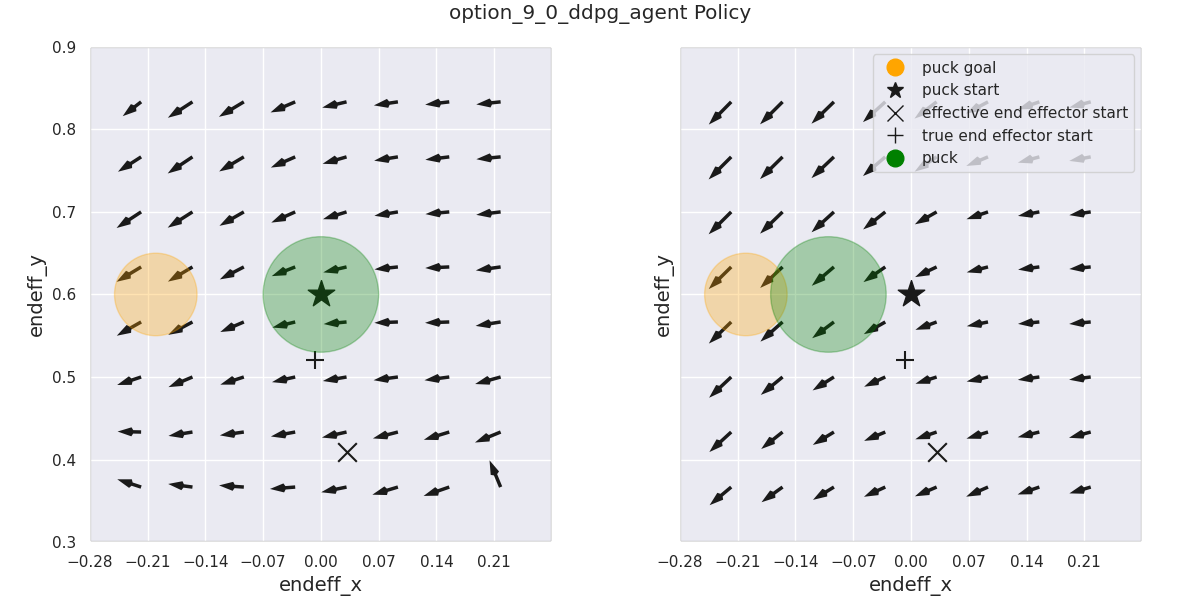 option_9_0_ddpg_agent Policy
0.9
0.8
0.7
0.6
0.5
0.4
0.3
endeff_y
−0.28 −0.21 −0.14 −0.07 0.00 0.07 0.14 0.21
endeff_x
endeff_y
puck goal
puck start
effective end effector start
true end effector start
puck
−0.28 −0.21 −0.14 −0.07 0.00 0.07 0.14 0.21
endeff_x